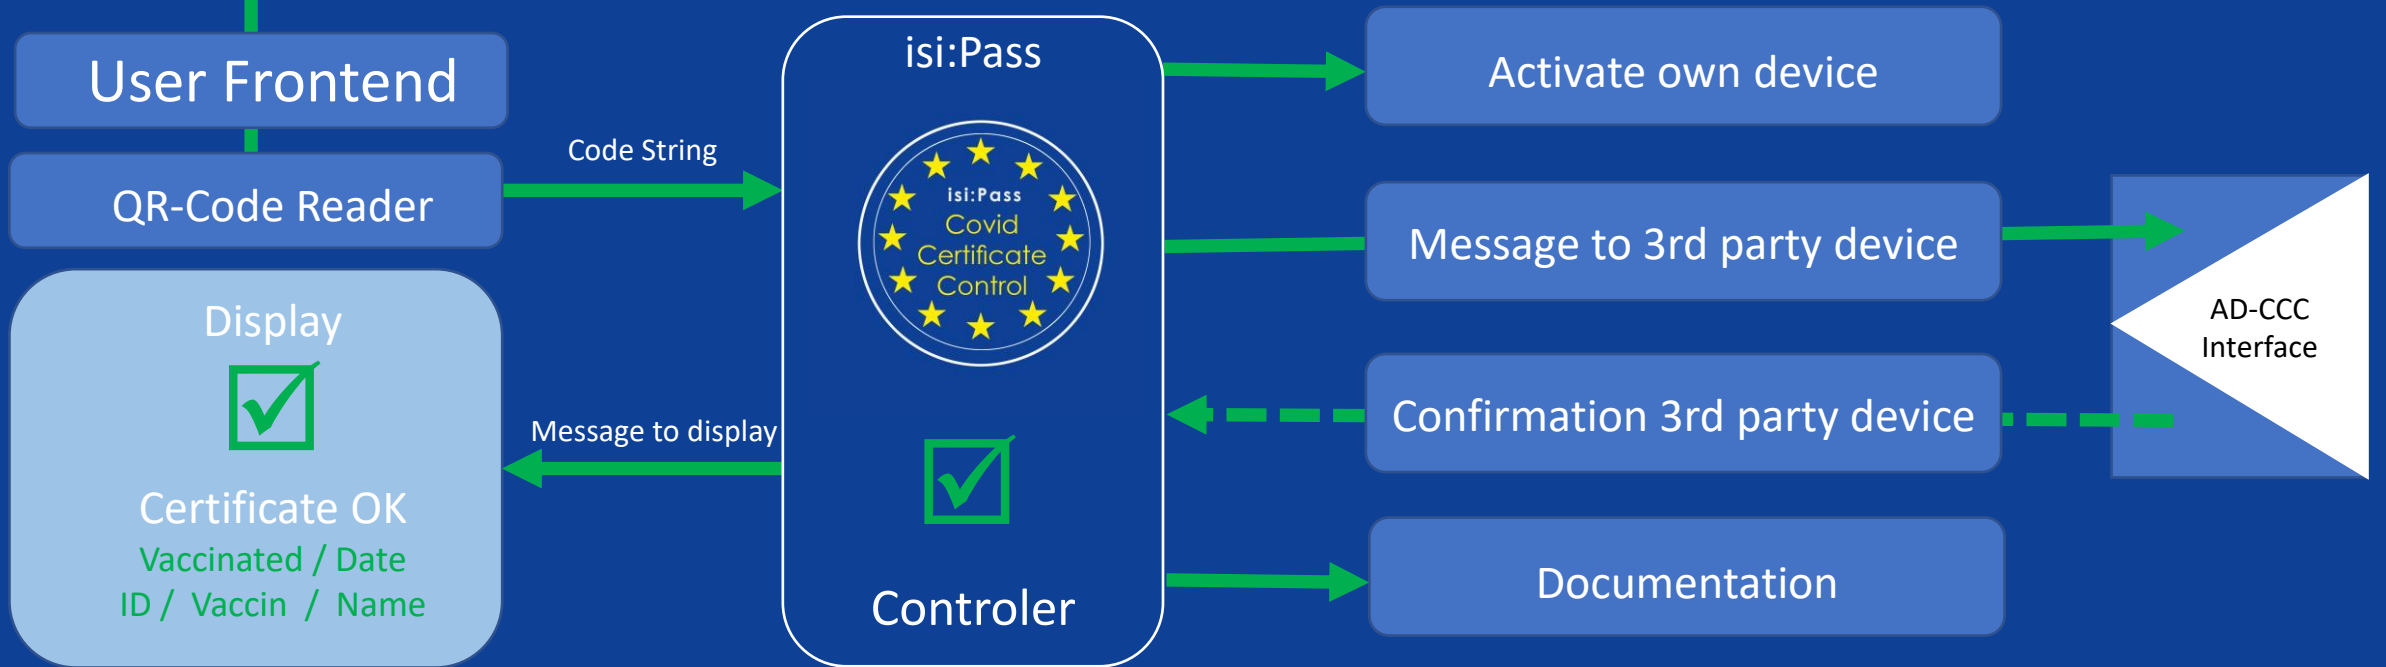 User Frontend
QR-Code Reader
Code String
Display
Certificate OK
Vaccinated / Date
ID / Vaccin / Name
Message to display
isi:Pass
isi:Pass
Covid
Certificate
Control
Controler
Activate own device
Message to 3rd party device
Confirmation 3rd party device
Documentation
AD-CCC
Interface